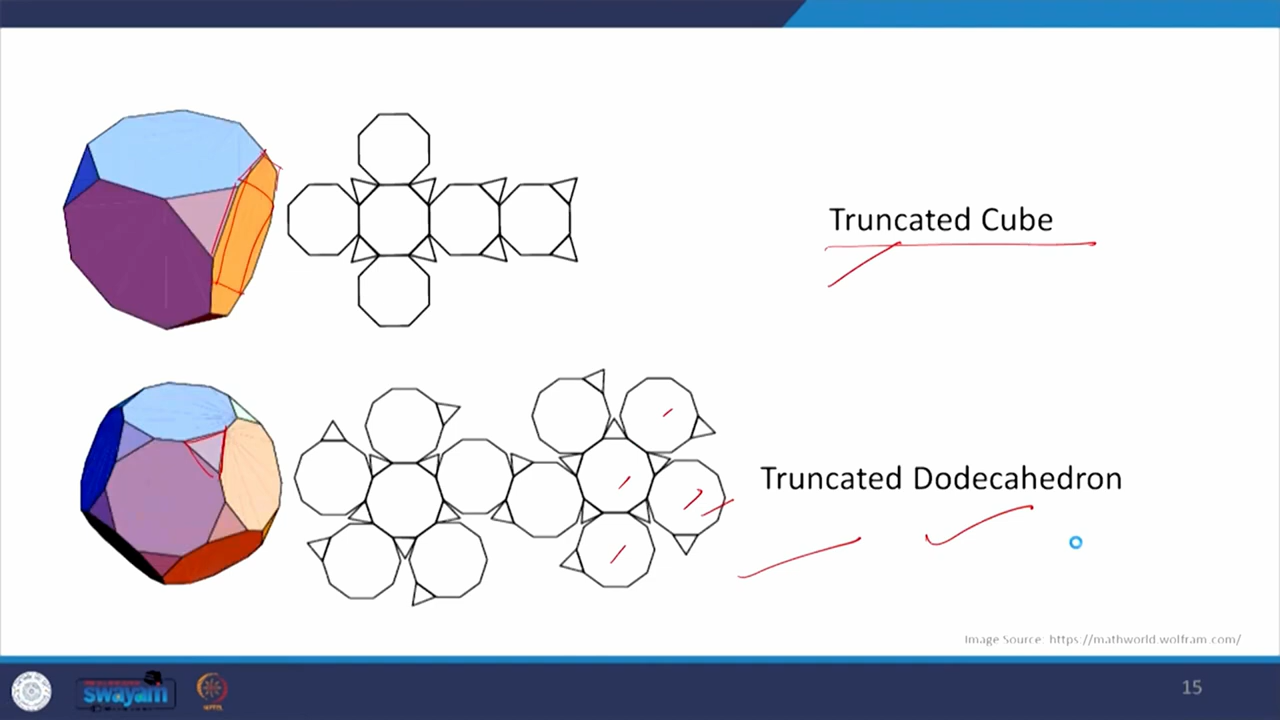 Truncated Cube
Truncated Dodecahedron
Image Source: https://mathworld.wolfram.com/
swayam
15